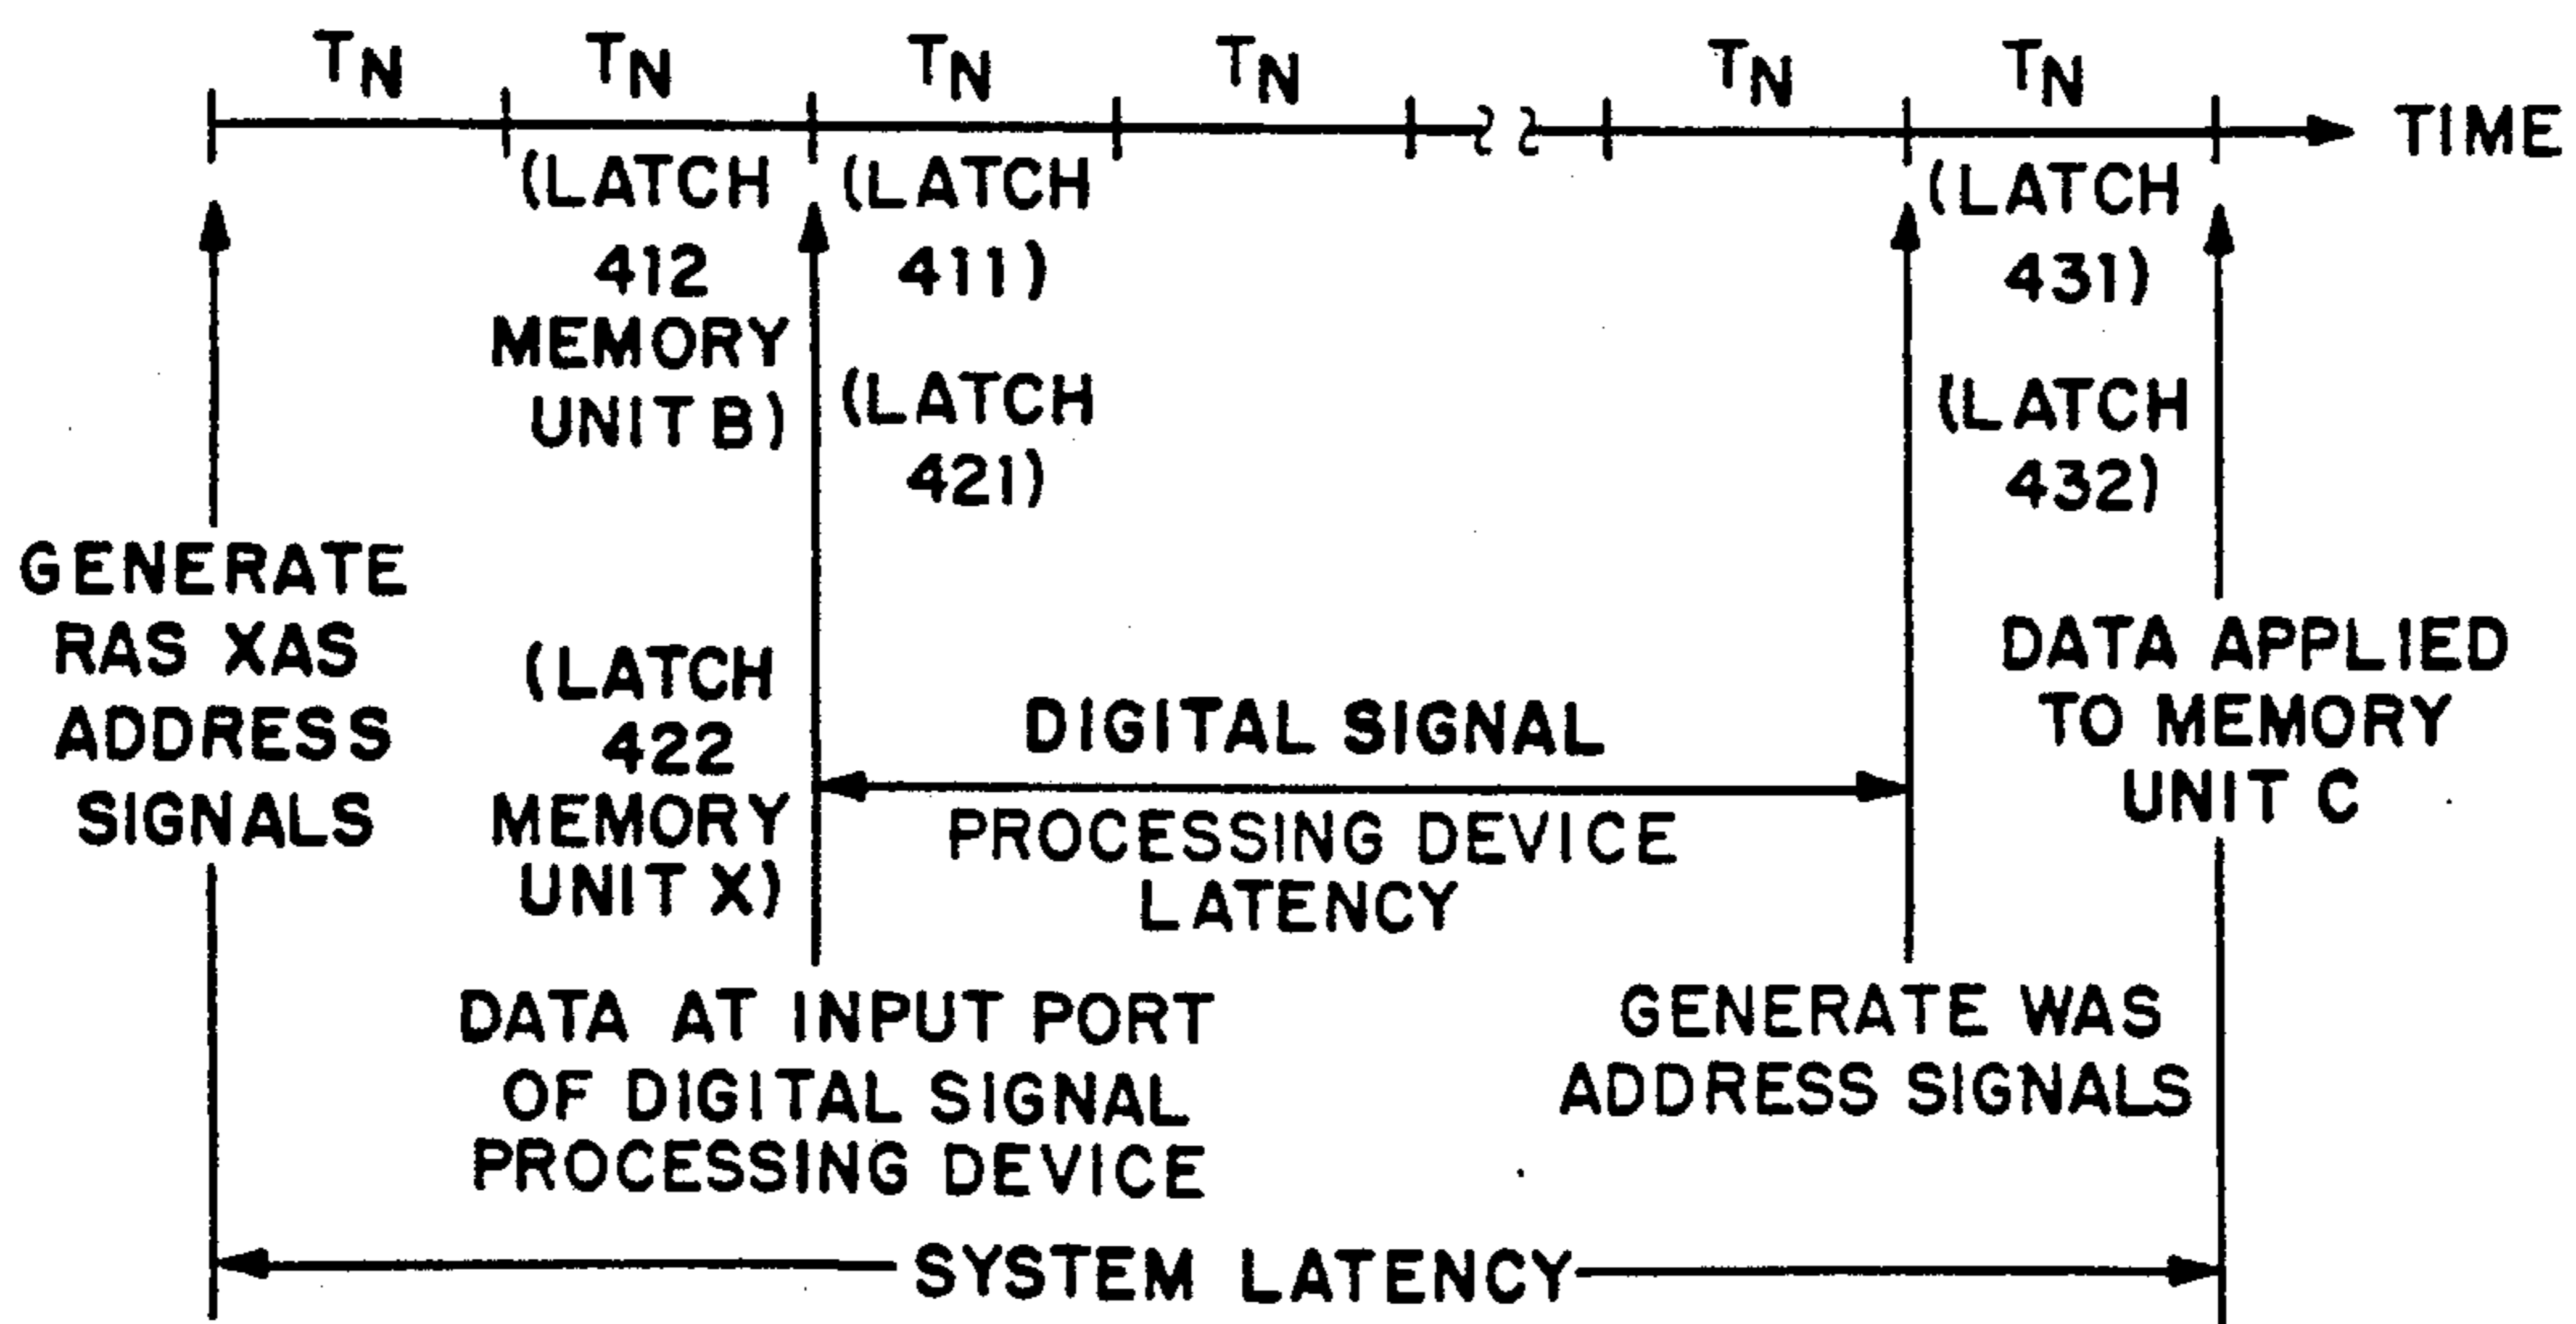 TN TN TN TN TN TN
TIME
(LATCH
412
MEMORY
UNIT B)
(LATCH
411)
(LATCH
421)
(LATCH
431)
(LATCH
432)
GENERATE
RAS XAS
ADDRESS
SIGNALS
(LATCH
422
MEMORY
UNIT X)
DIGITAL SIGNAL
PROCESSING DEVICE
LATENCY
DATA APPLIED
TO MEMORY
UNIT C
DATA AT INPUT PORT
OF DIGITAL SIGNAL
PROCESSING DEVICE
GENERATE WAS
ADDRESS SIGNALS
SYSTEM LATENCY